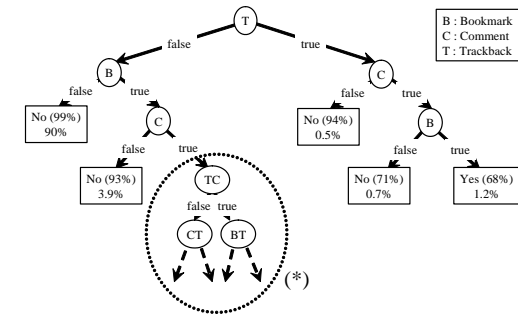 T
B : Bookmark
C : Comment
T : Trackback
false
true
B
C
false
true
false
true
No (99%)
90%
C
No (94%)
0.5%
B
false
true
false
true
No (93%)
3.9%
TC
No (71%)
0.7%
Yes (68%)
1.2%
false true
CT
BT
(*)